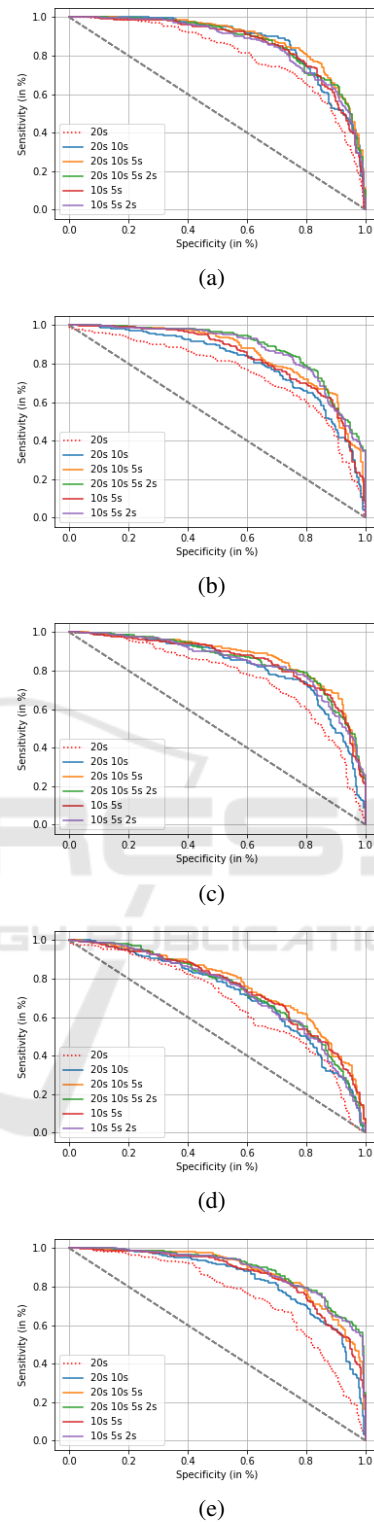 1.0
0.8
0.6
0.4
0.2
0.0
Sensitivity (in %)
20s
20s 10s
20s 10s 5s
20s 10s 5s 2s
10s 5s
10s 5s 2s
0.0 0.2 0.4 0.6 0.8 1.0
Specificity (in %)
(a)
1.0
0.8
0.6
0.4
0.2
0.0
Sensitivity (in %)
20s
20s 10s
20s 10s 5s
20s 10s 5s 2s
10s 5s
10s 5s 2s
0.0 0.2 0.4 0.6 0.8 1.0
Specificity (in %)
(b)
1.0
0.8
0.6
0.4
0.2
0.0
Sensitivity (in %)
20s
20s 10s
20s 10s 5s
20s 10s 5s 2s
10s 5s
10s 5s 2s
0.0 0.2 0.4 0.6 0.8 1.0
Specificity (in %)
(c)
1.0
0.8
0.6
0.4
0.2
0.0
Sensitivity (in %)
20s
20s 10s
20s 10s 5s
20s 10s 5s 2s
10s 5s
10s 5s 2s
0.0 0.2 0.4 0.6 0.8 1.0
Specificity (in %)
(d)
1.0
0.8
0.6
0.4
0.2
0.0
Sensitivity (in %)
20s
20s 10s
20s 10s 5s
20s 10s 5s 2s
10s 5s
10s 5s 2s
0.0 0.2 0.4 0.6 0.8 1.0
Specificity (in %)
(e)